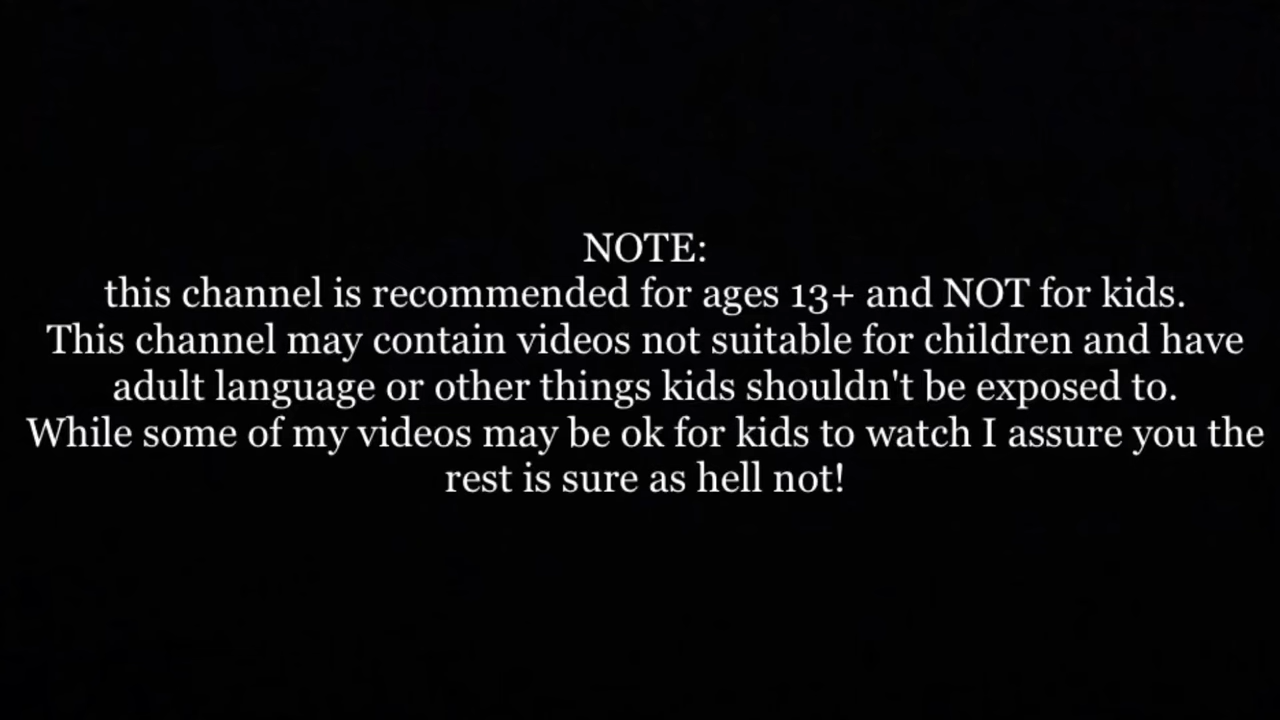 NOTE:
this channel is recommended for ages 13+ and NOT for kids.
This channel may contain videos not suitable for children and have
adult language or other things kids shouldn't be exposed to.
While some of my videos may be ok for kids to watch I assure you the
rest is sure as hell not!